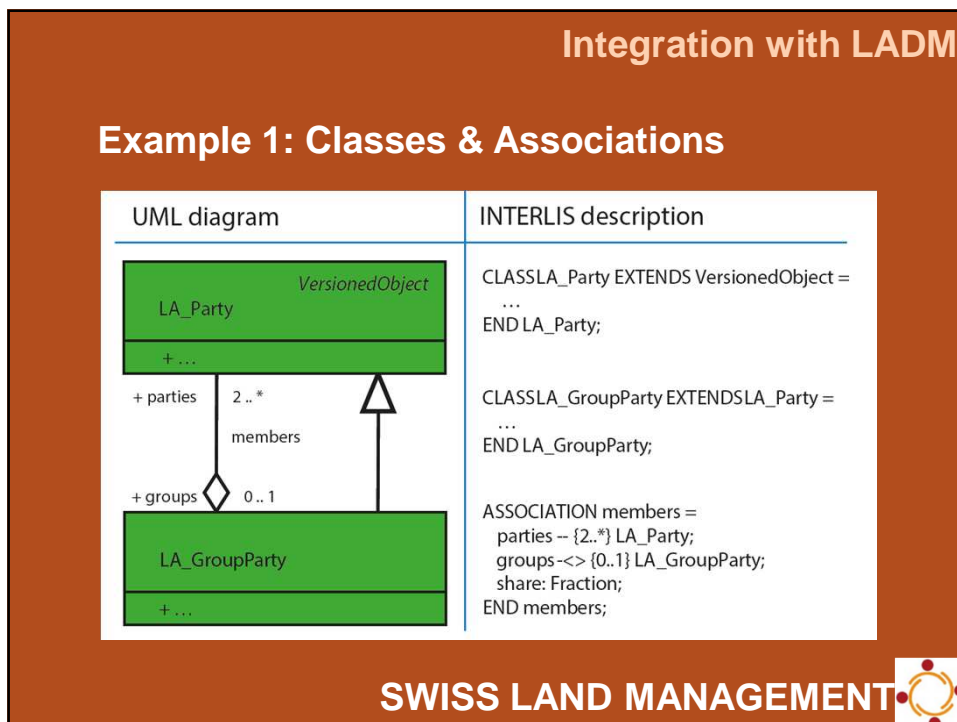 Integration with LADM
Example 1: Classes & Associations
UML diagram
VersionedObject
LA_Party
+ ...
+ parties 2 .. *
members
+ groups 0 .. 1
LA_GroupParty
+ ...
INTERLIS description
CLASSLA_Party EXTENDS VersionedObject =
...
END LA_Party;
CLASSLA_GroupParty EXTENDSLA_Party =
...
END LA_GroupParty;
ASSOCIATION members =
parties -- {2..*} LA_Party;
groups -<> {0..1} LA_GroupParty;
share: Fraction;
END members;
SWISS LAND MANAGEMENT